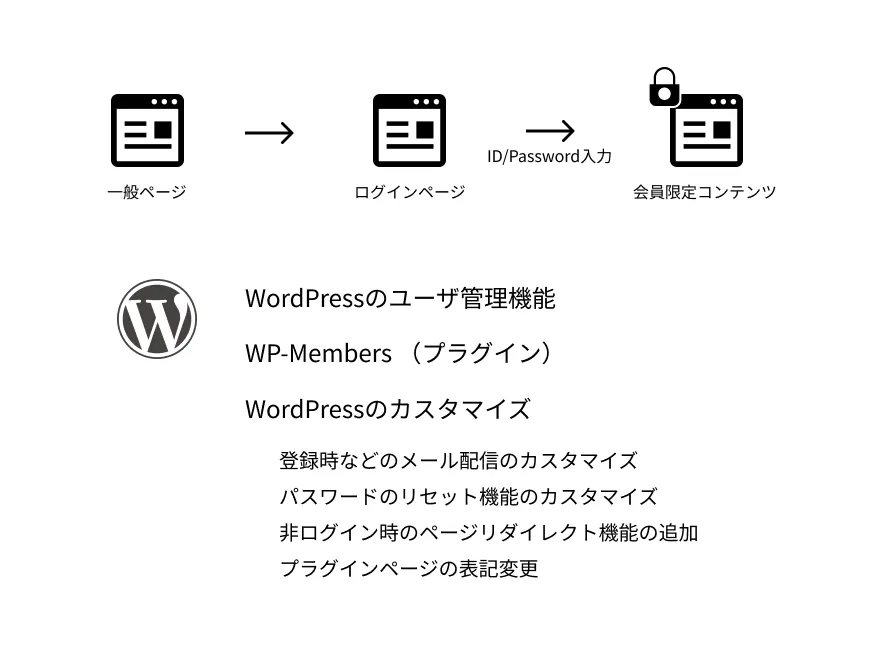 ID/Password入力
一般ページ
ログインページ
会員限定コンテンツ
WordPressのユーザ管理機能
WP-Members （プラグイン）
WordPressのカスタマイズ
登録時などのメール配信のカスタマイズ
パスワードのリセット機能のカスタマイズ
非ログイン時のページリダイレクト機能の追加
プラグインページの表記変更